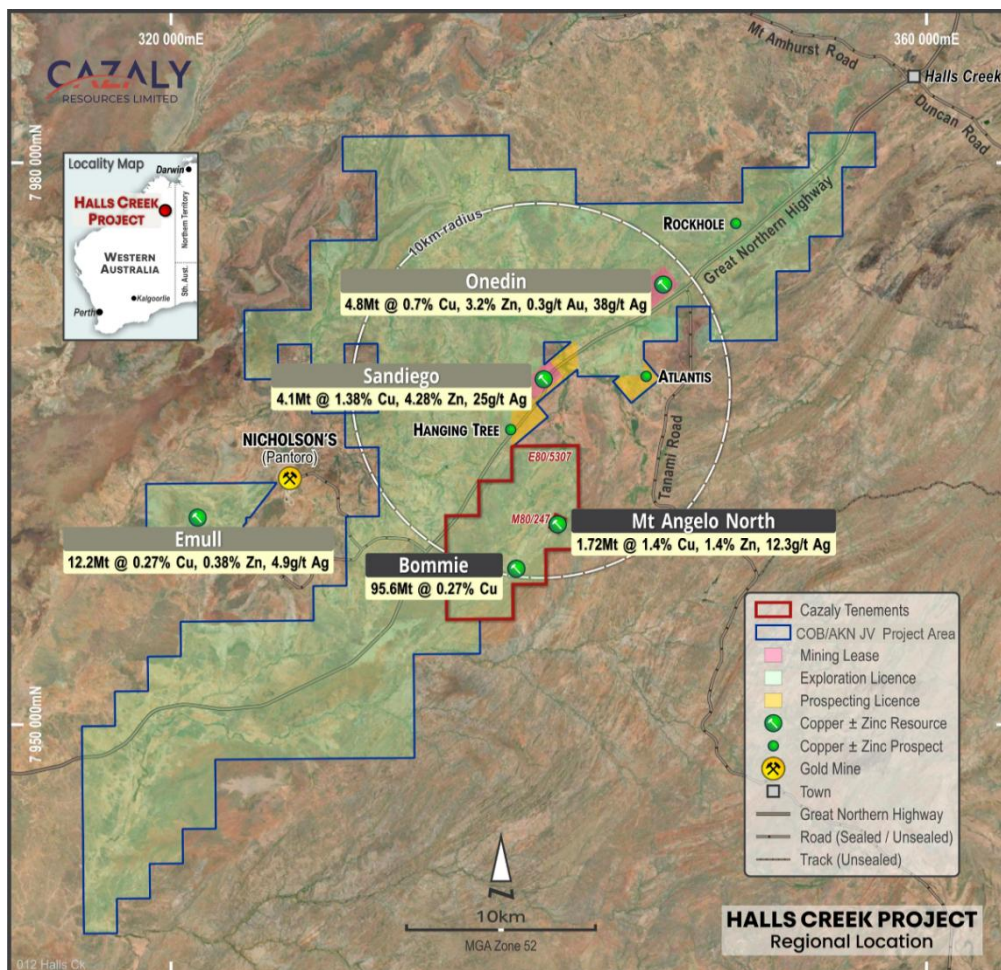 320 000mE
360 000mE
Mt Amhurst Road
Halls Creek
Duncan Road
CAZALY
RESOURCES LIMITED
7 980 000mN
Locality Map
Darwin
HALLS CREEK
PROJECT
Northern Territory
WESTERN
AUSTRALIA
Sth. Aust.
Kalgoorlie
Perth
10km-radius
ROCKHOLE
Great Northern Highway
Onedin
4.8Mt @ 0.7% Cu, 3.2% Zn, 0.3g/t Au, 38g/t Ag
Sandiego
4.1Mt @ 1.38% Cu, 4.28% Zn, 25g/t Ag
ATLANTIS
HANGING TREE
Tanami Road
NICHOLSON'S
(Pantoro)
E80/5307
M80/247
Emull
12.2Mt @ 0.27% Cu, 0.38% Zn, 4.9g/t Ag
Mt Angelo North
1.72Mt @ 1.4% Cu, 1.4% Zn, 12.3g/t Ag
Bommie
95.6Mt @ 0.27% Cu
7 950 000mN
Cazaly Tenements
COB/AKN JV Project Area
Mining Lease
Exploration Licence
Prospecting Licence
Copper ± Zinc Resource
Copper ± Zinc Prospect
Gold Mine
Town
Great Northern Highway
Road (Sealed / Unsealed)
Track (Unsealed)
N
10km
MGA Zone 52
HALLS CREEK PROJECT
Regional Location
012 Halls Ck